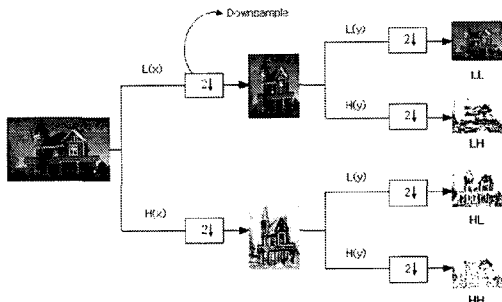 Downsample
L(x)
2↓
L(y)
2↓
LL
H(y)
2↓
LH
H(x)
2↓
L(y)
2↓
HL
H(y)
2↓
HH